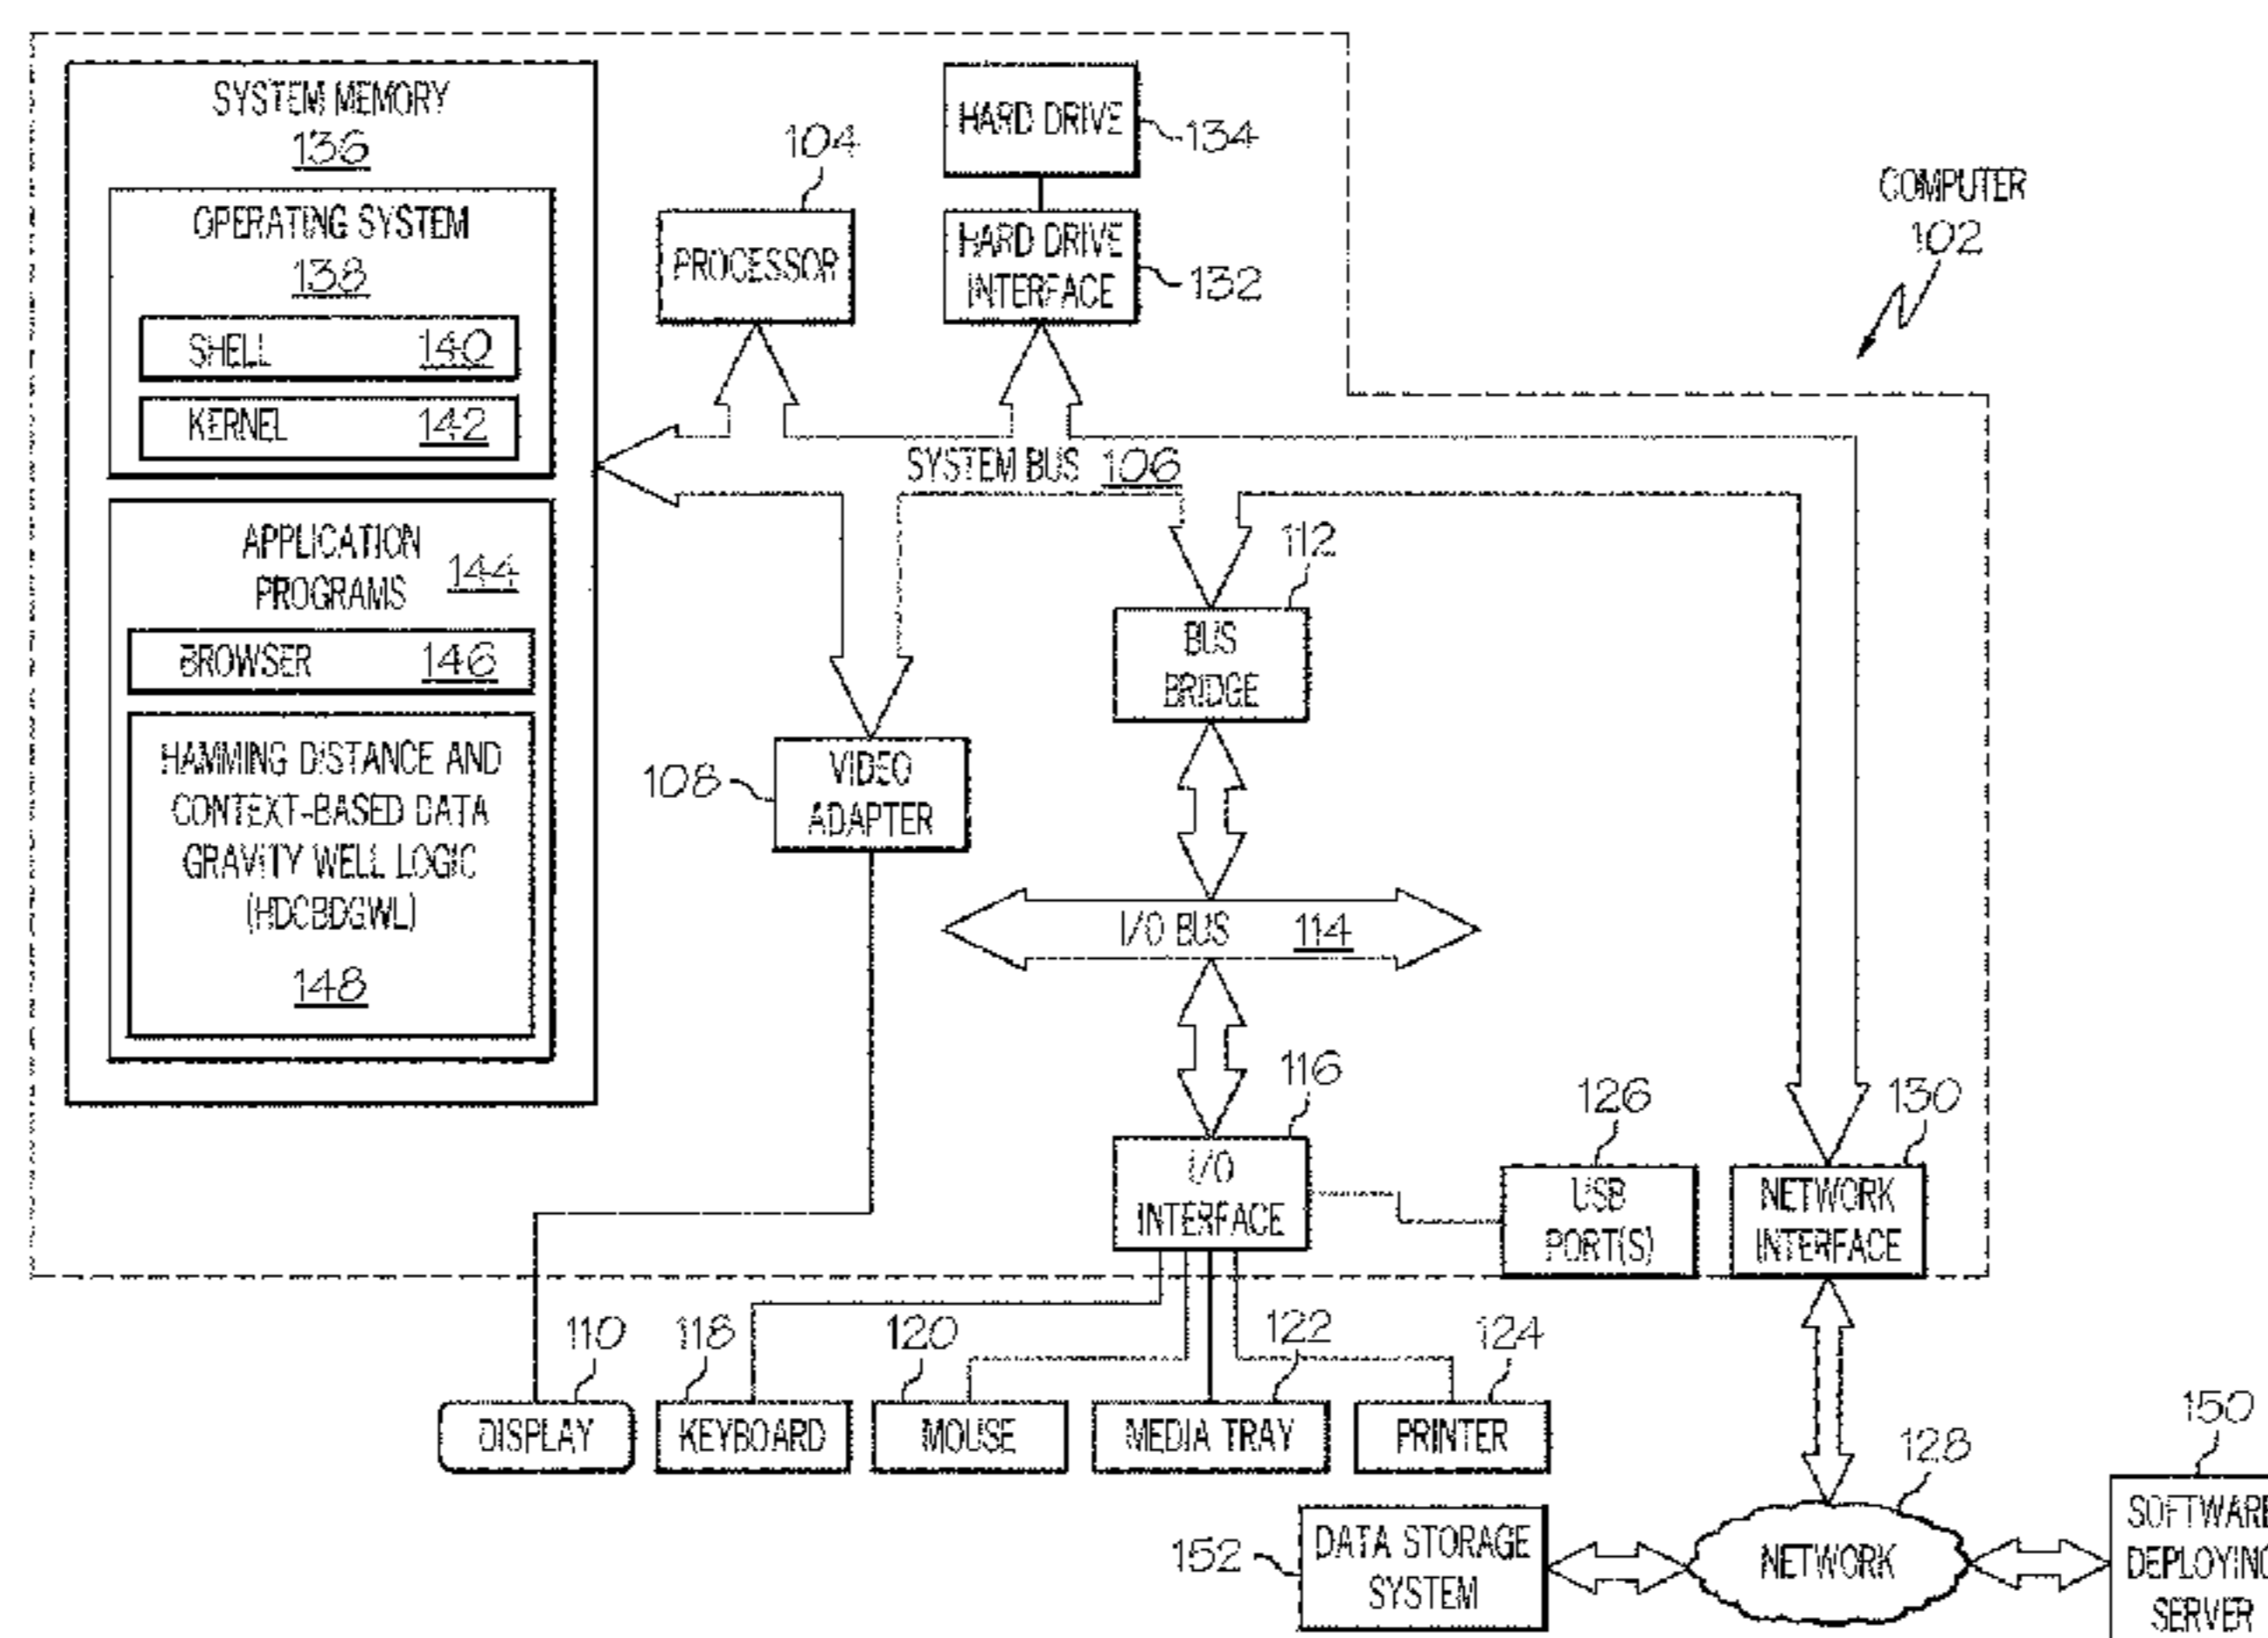 SYSTEM MEMORY
136
OPERATING SYSTEM
138
SHELL 140
KERNEL 142
APPLICATION
PROGRAMS 144
BROWSER 146
HAMMING DISTANCE AND
CONTEXT-BASED DATA
GRAVITY WELL LOGIC
(HDCBDGWL)
148
104
PROCESSOR
HARD DRIVE
134
HARD DRIVE
INTERFACE
132
COMPUTER
102
SYSTEM BUS 106
112
BUS
BRIDGE
108
VIDEO
ADAPTER
I/O BUS 114
116
I/O
INTERFACE
126
USB
PORT(S)
130
NETWORK
INTERFACE
110
DISPLAY
118
KEYBOARD
120
MOUSE
122
MEDIA TRAY
124
PRINTER
152
DATA STORAGE
SYSTEM
128
NETWORK
150
SOFTWARE
DEPLOYING
SERVER